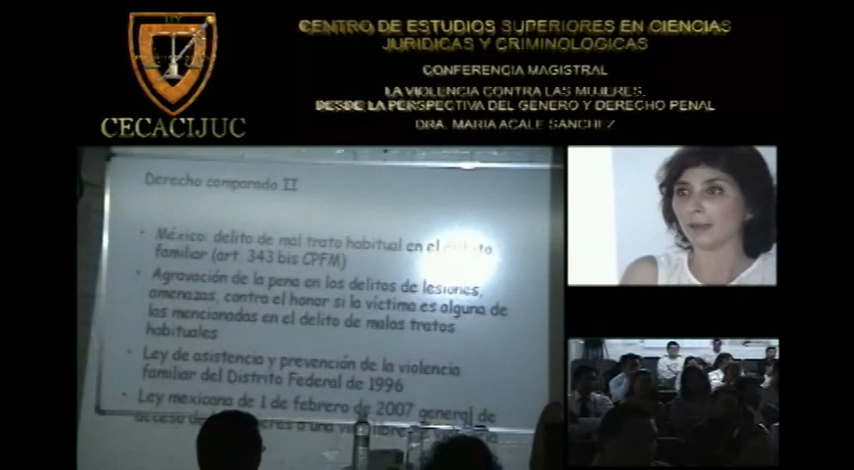 CENTRO DE ESTUDIOS SUPERIORES EN CIENCIAS
JURIDICAS Y CRIMINOLOGICAS
CONFERENCIA MAGISTRAL
LA VIOLENCIA CONTRA LAS MUJERES.
DESDE LA PERSPECTIVA DEL GENERO Y DERECHO PENAL
DRA. MARIA ACALE SANCHEZ
CECACIJUC
Derecho comparado II
• México: delito de mal trato habitual en el
familiar (art. 343 bis CPFM)
• Agravación de la pena en los delitos de lesiones,
amenazas, contra el honor si la víctima es alguna de
las mencionadas en el delito de malos tratos
habituales
• Ley de asistencia y prevención de la violencia
familiar del Distrito Federal de 1996
• Ley mexicana de 1 de febrero de 2007 general de
acceso de a una